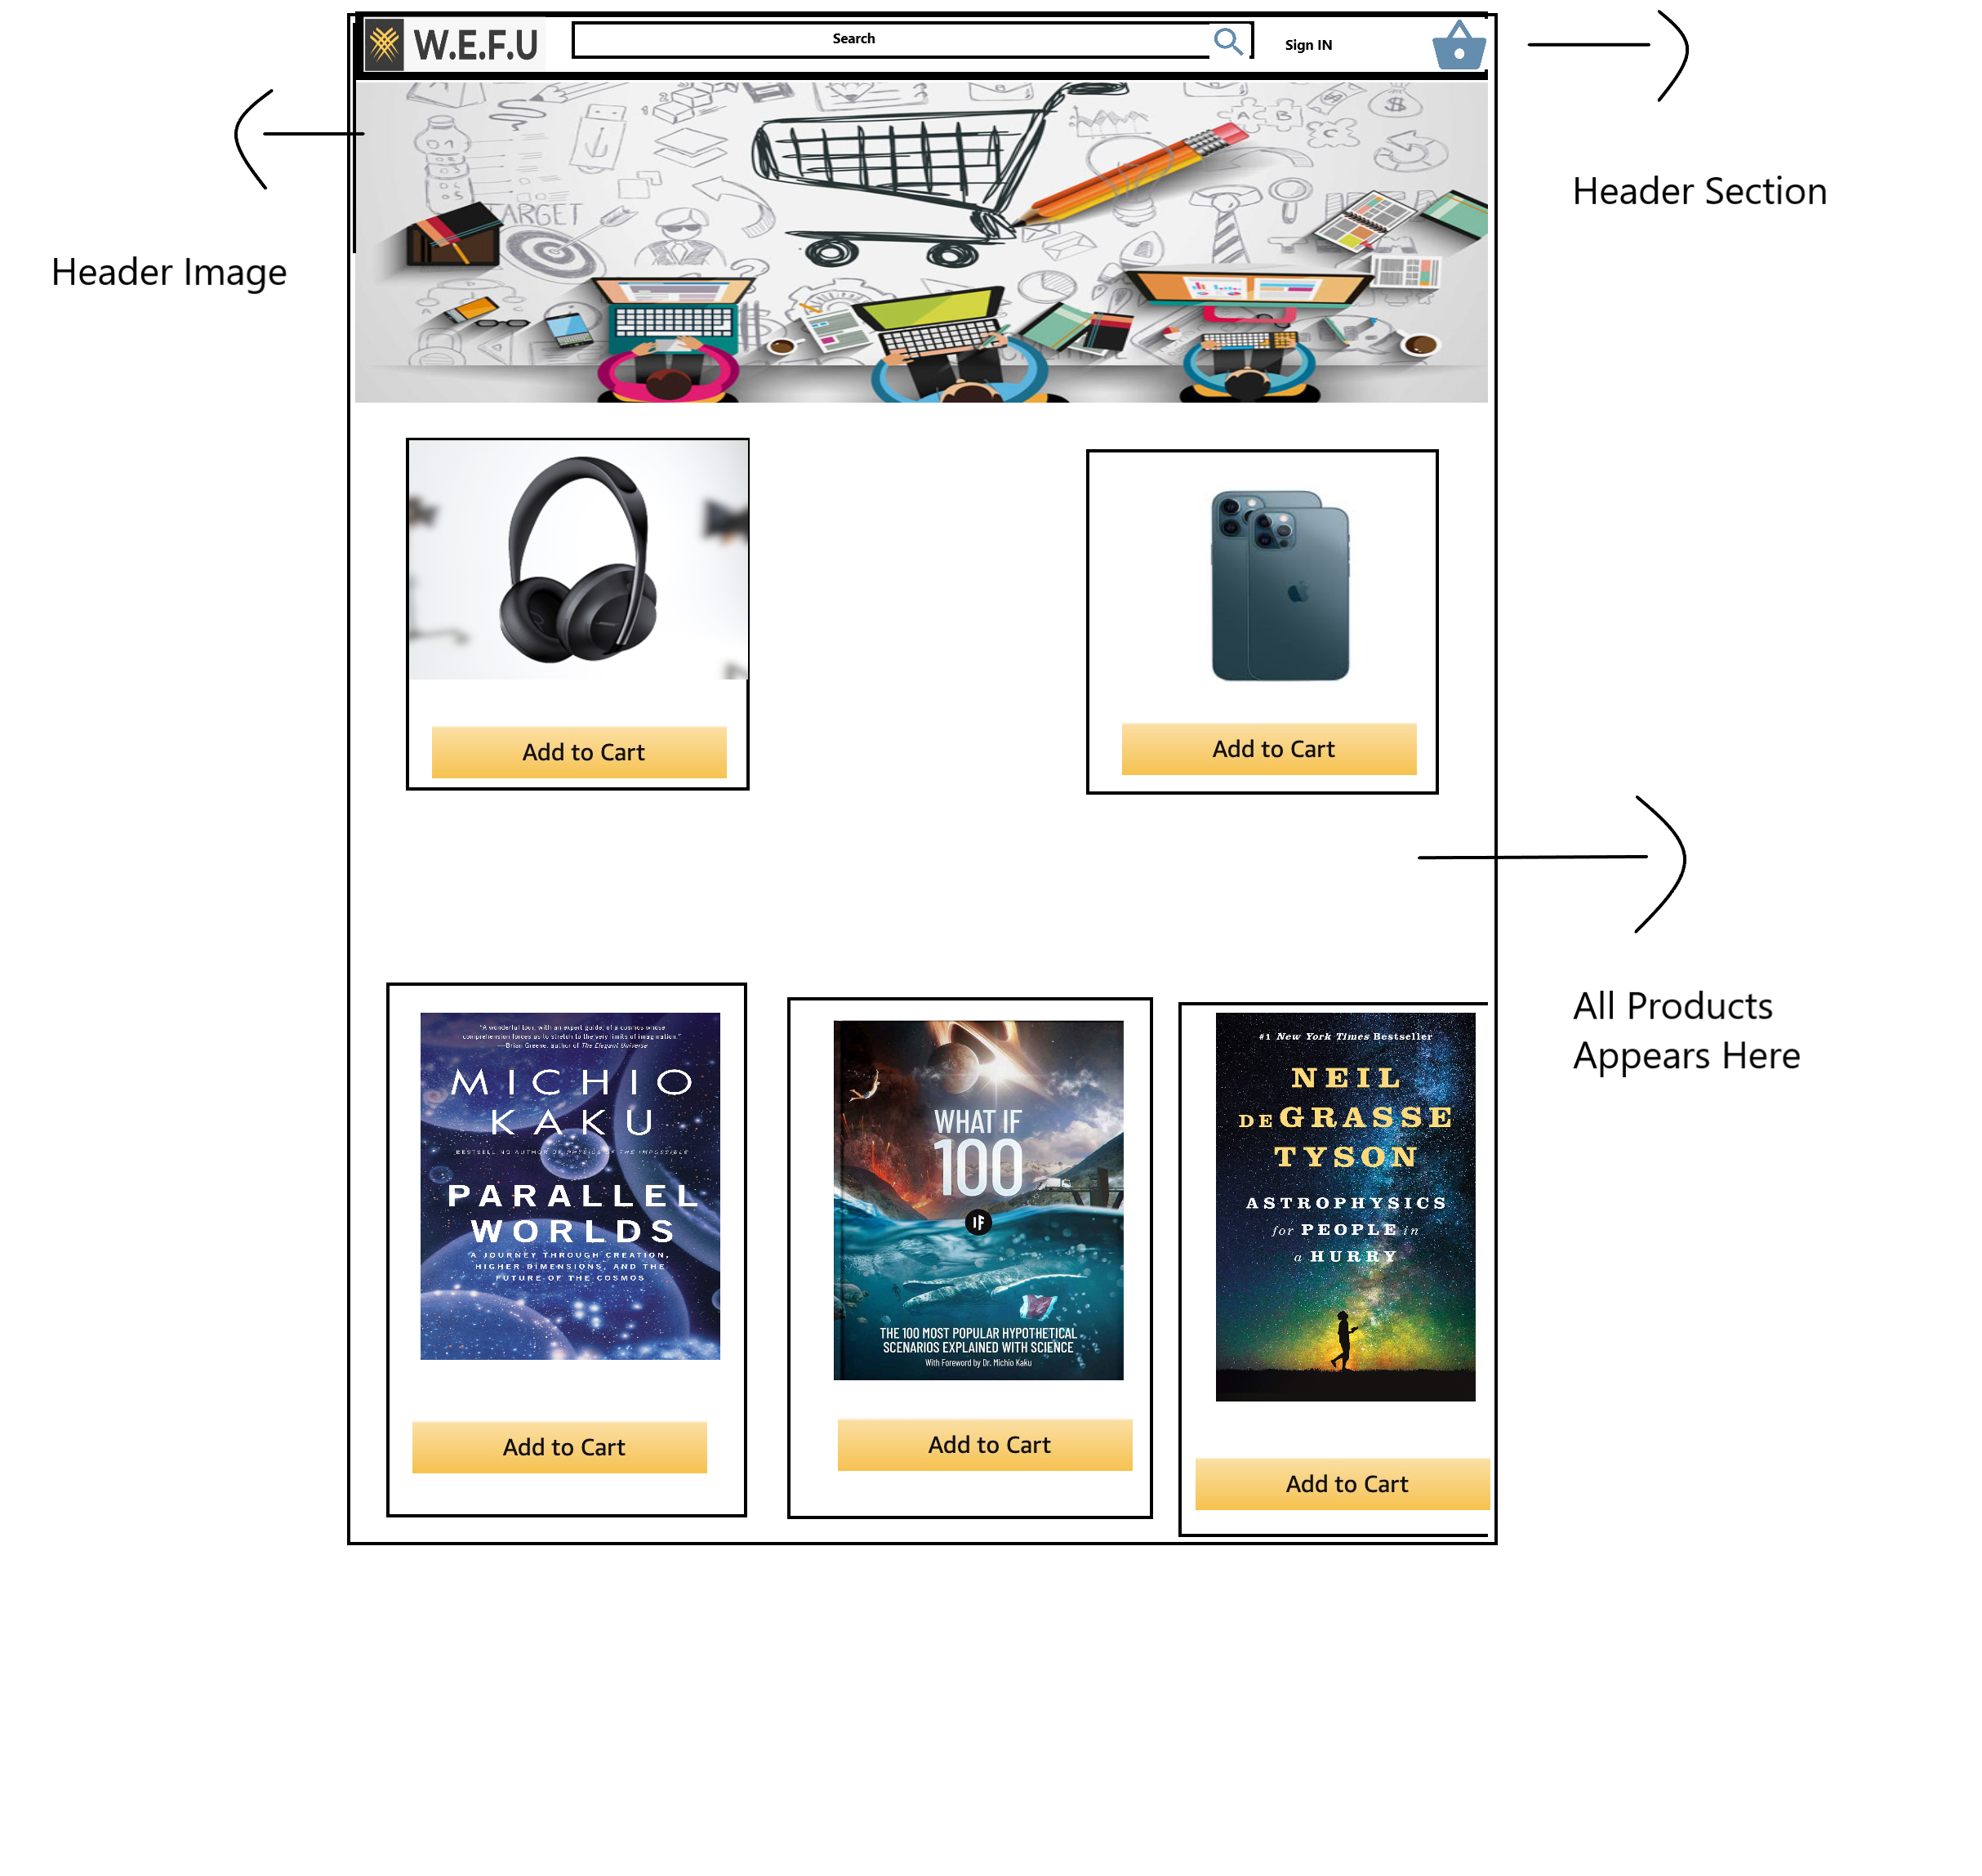 W.E.F.U
Search
Sign IN
Header Section
TARGET
A B
C
Header Image
Add to Cart
Add to Cart
All Products
Appears Here
"A wonderful tour, with an expert guide, of a cosmos whose
comprehension forces us to stretch to the very limits of imagination."
—Brian Greene, author of The Elegant Universe
MICHIO
KAKU
BESTSELLING AUTHOR OF PHYSICS OF THE IMPOSSIBLE
PARALLEL
WORLDS
A JOURNEY THROUGH CREATION,
HIGHER DIMENSIONS, AND THE
FUTURE OF THE COSMOS
Add to Cart
WHAT IF
100
IF
THE 100 MOST POPULAR HYPOTHETICAL
SCENARIOS EXPLAINED WITH SCIENCE
With Foreword by Dr. Michio Kaku
Add to Cart
#1 New York Times Bestseller
NEIL
DEGRASSE
TYSON
ASTROPHYSICS
for PEOPLE in
a HURRY
Add to Cart